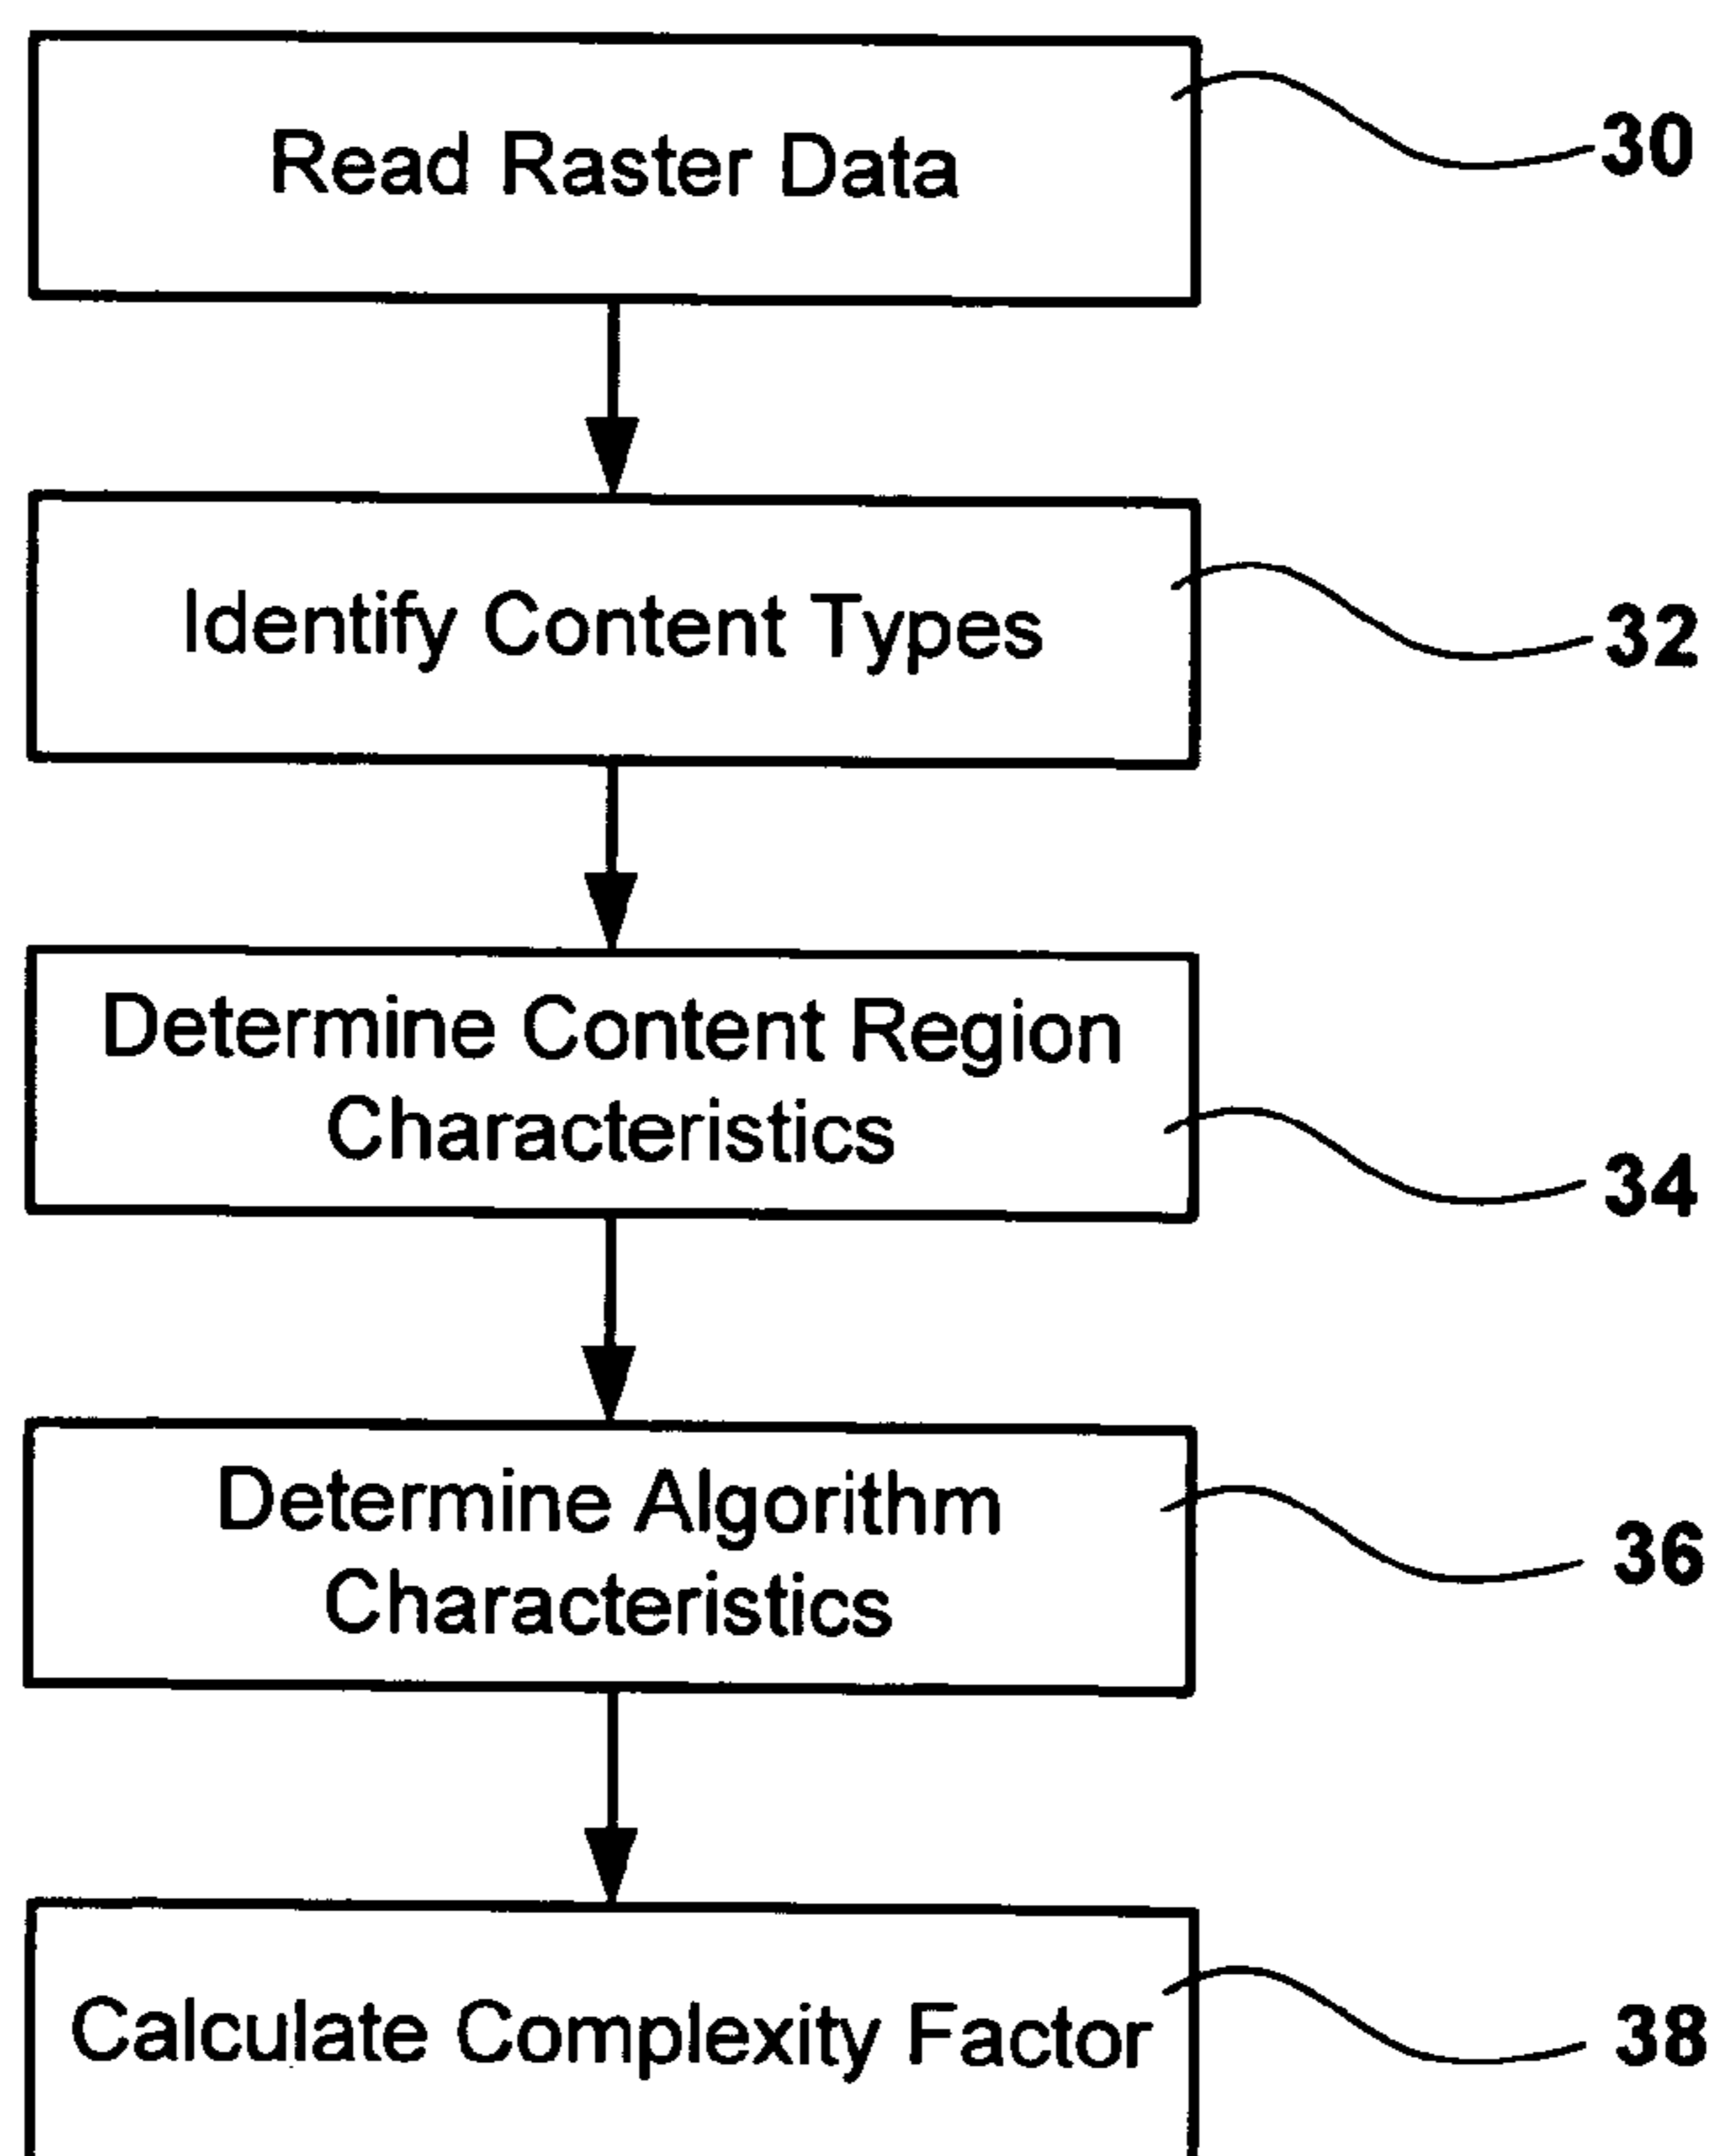 Read Raster Data
30
Identify Content Types
32
Determine Content Region
Characteristics
34
Determine Algorithm
Characteristics
36
Calculate Complexity Factor
38